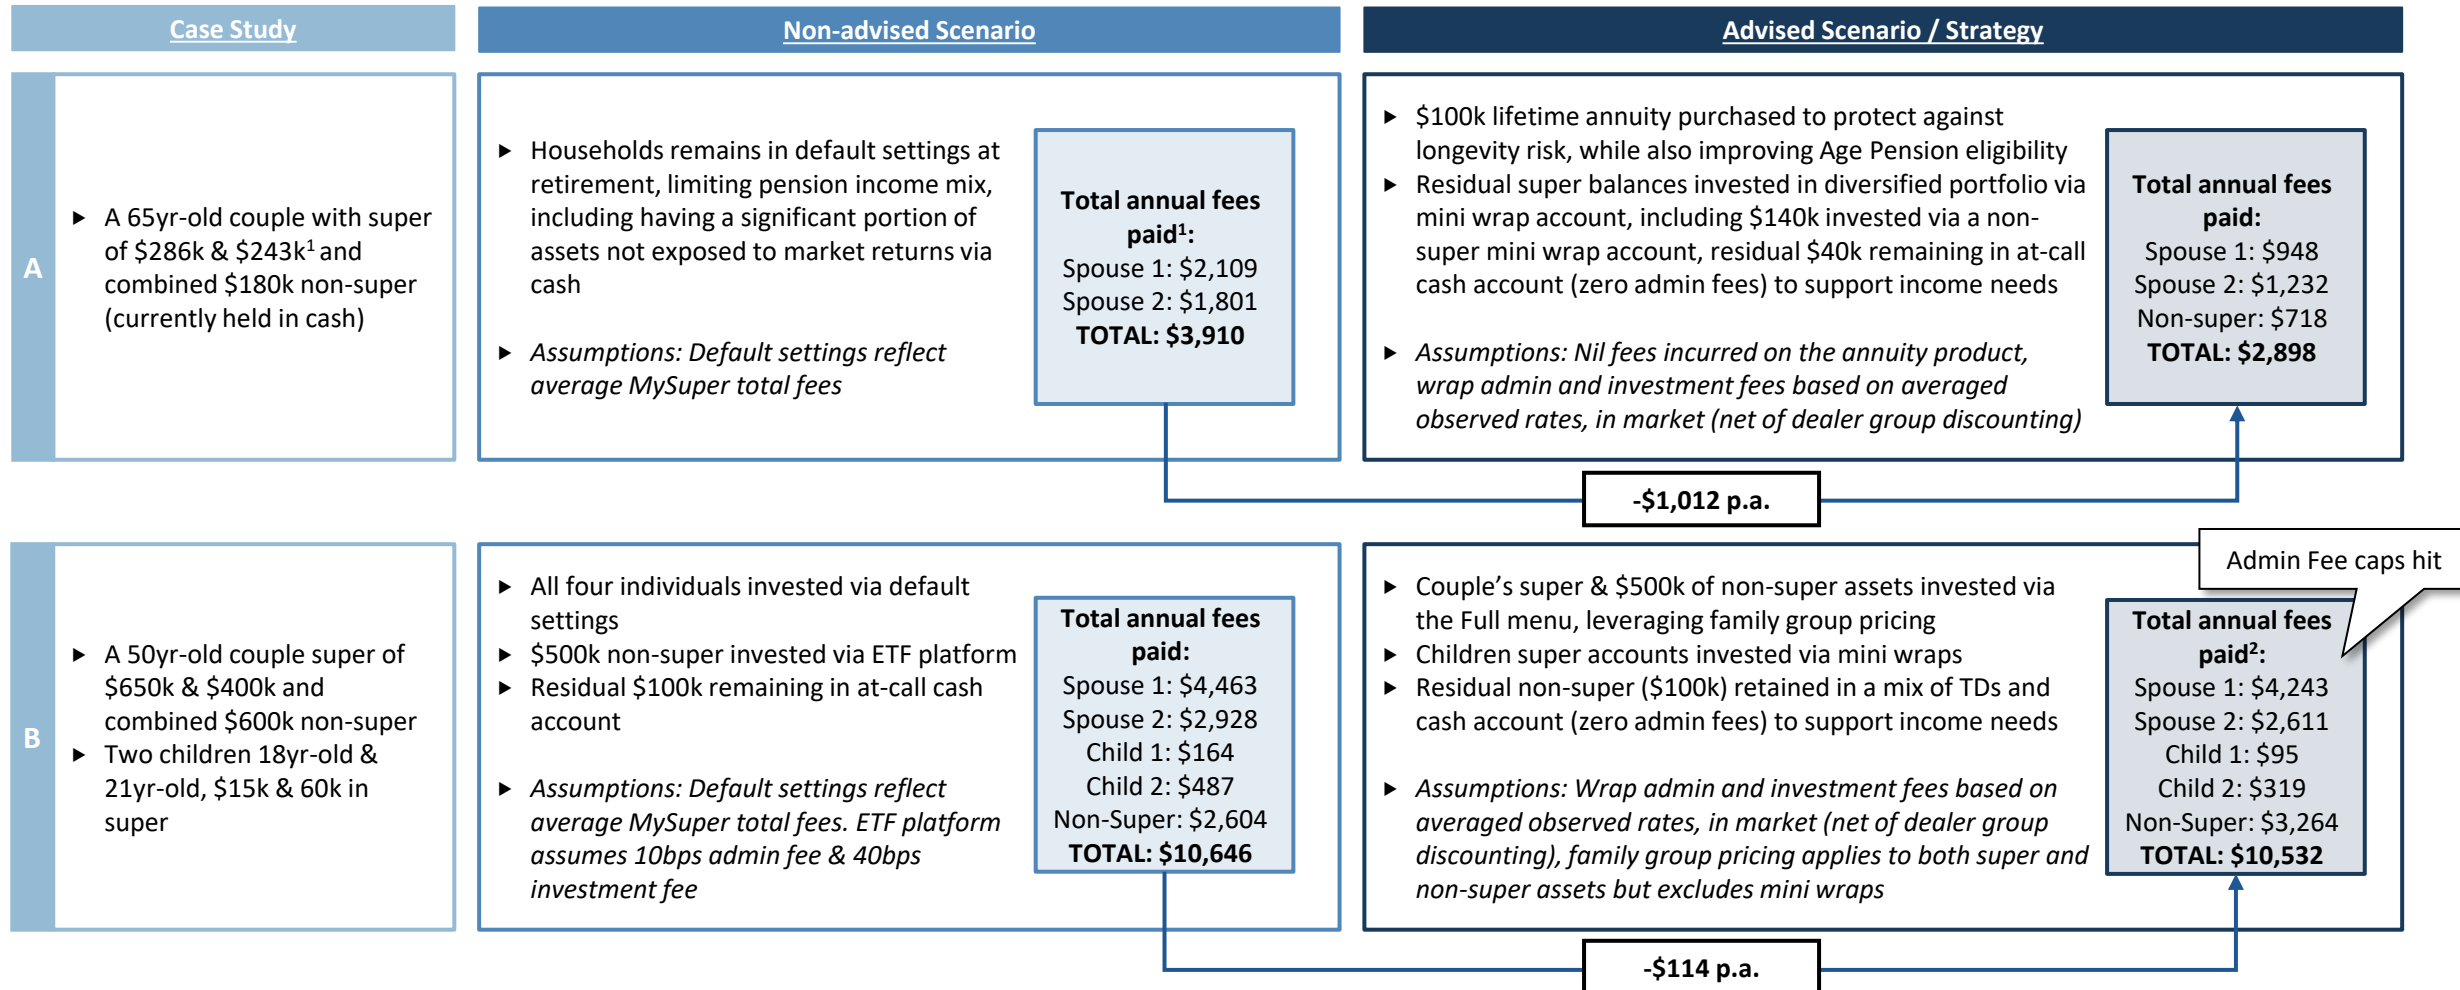 Case Study
Non-advised Scenario
Advised Scenario / Strategy
A
▶ A 65yr-old couple with super
of $286k & $243k¹ and
combined $180k non-super
(currently held in cash)
▶ Households remains in default settings at
retirement, limiting pension income mix,
including having a significant portion of
assets not exposed to market returns via
cash
▶ Assumptions: Default settings reflect
average MySuper total fees
Total annual fees
paid¹:
Spouse 1: $2,109
Spouse 2: $1,801
TOTAL: $3,910
▶ $100k lifetime annuity purchased to protect against
longevity risk, while also improving Age Pension eligibility
▶ Residual super balances invested in diversified portfolio via
mini wrap account, including $140k invested via a non-
super mini wrap account, residual $40k remaining in at-call
cash account (zero admin fees) to support income needs
▶ Assumptions: Nil fees incurred on the annuity product,
wrap admin and investment fees based on averaged
observed rates, in market (net of dealer group discounting)
Total annual fees
paid:
Spouse 1: $948
Spouse 2: $1,232
Non-super: $718
TOTAL: $2,898
-$1,012 p.a.
B
▶ A 50yr-old couple super of
$650k & $400k and
combined $600k non-super
▶ Two children 18yr-old &
21yr-old, $15k & 60k in
super
▶ All four individuals invested via default
settings
▶ $500k non-super invested via ETF platform
▶ Residual $100k remaining in at-call cash
account
▶ Assumptions: Default settings reflect
average MySuper total fees. ETF platform
assumes 10bps admin fee & 40bps
investment fee
Total annual fees
paid:
Spouse 1: $4,463
Spouse 2: $2,928
Child 1: $164
Child 2: $487
Non-Super: $2,604
TOTAL: $10,646
▶ Couple's super & $500k of non-super assets invested via
the Full menu, leveraging family group pricing
▶ Children super accounts invested via mini wraps
▶ Residual non-super ($100k) retained in a mix of TDs and
cash account (zero admin fees) to support income needs
▶ Assumptions: Wrap admin and investment fees based on
averaged observed rates, in market (net of dealer group
discounting), family group pricing applies to both super and
non-super assets but excludes mini wraps
Admin Fee caps hit
Total annual fees
paid²:
Spouse 1: $4,243
Spouse 2: $2,611
Child 1: $95
Child 2: $319
Non-Super: $3,264
TOTAL: $10,532
-$114 p.a.